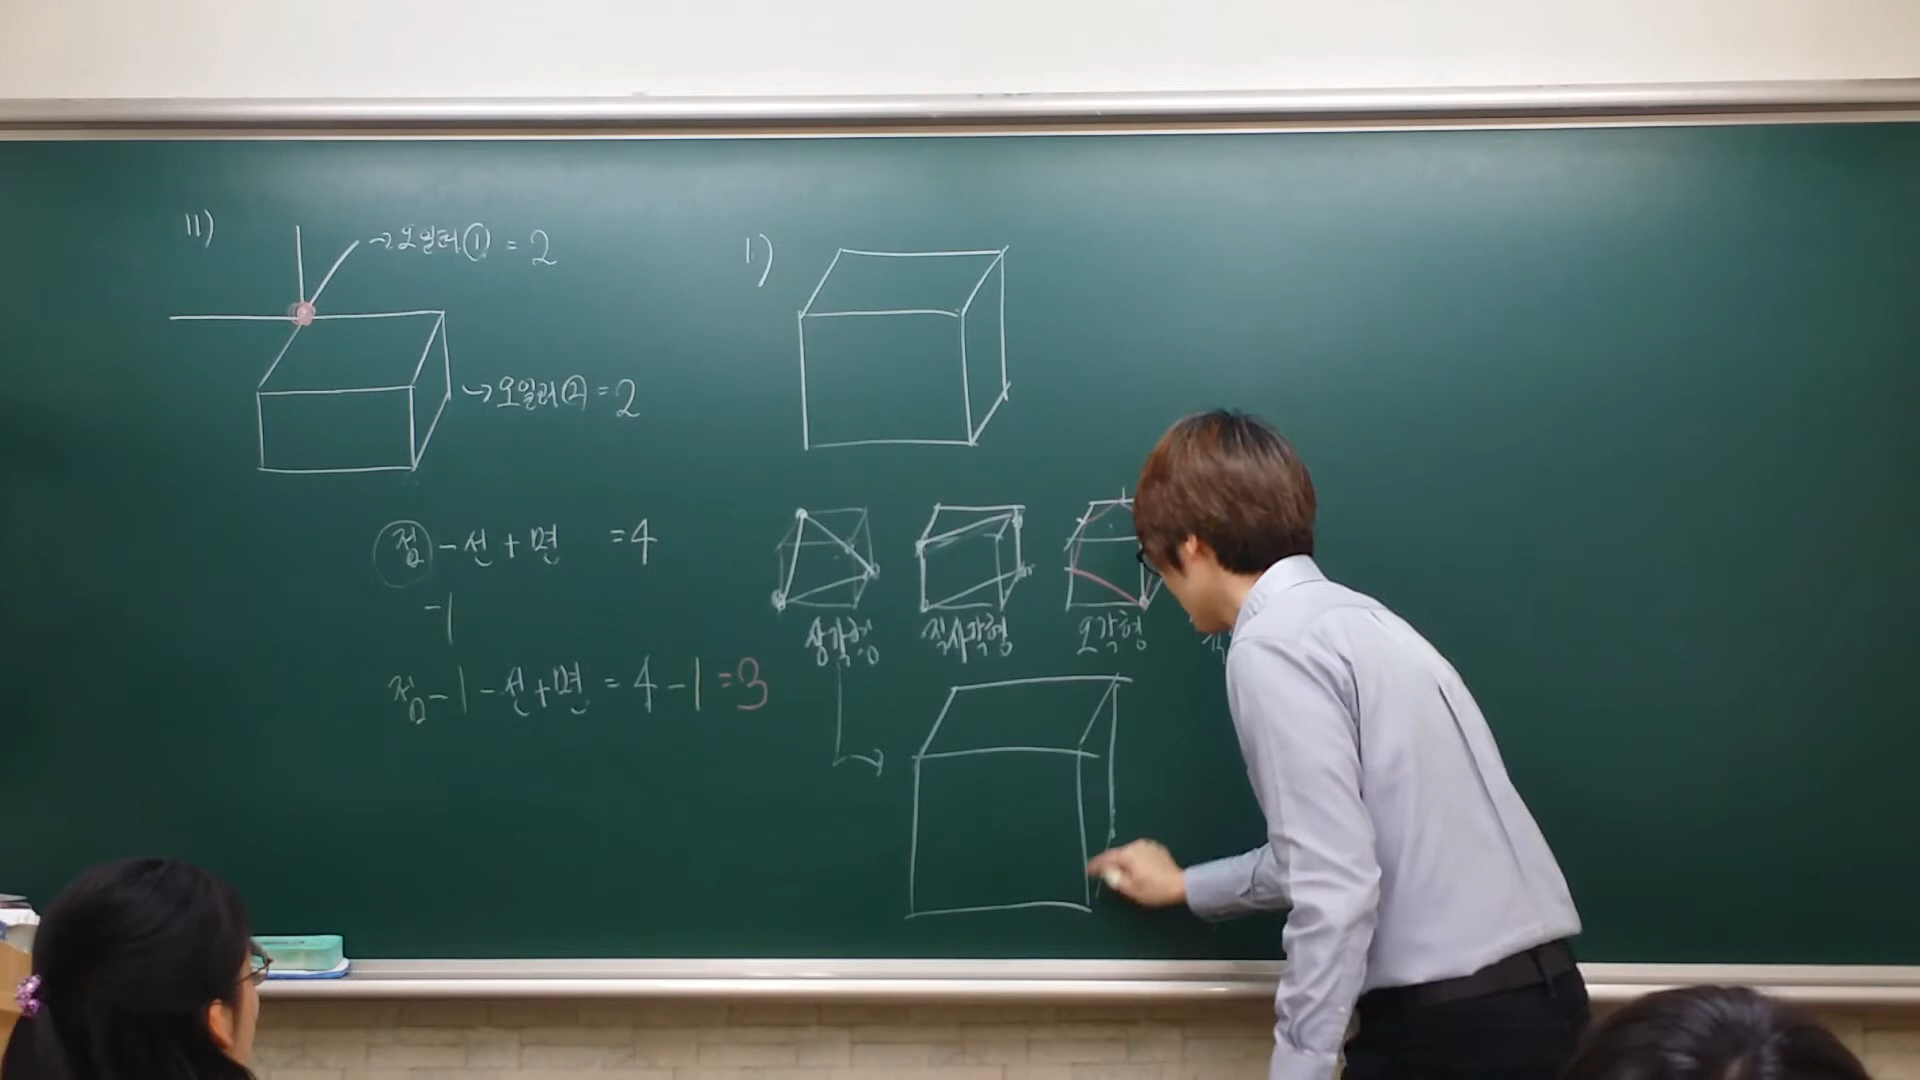 11)
→오일러① = 2
→오일러② = 2
점 - 선 + 면 = 4
-1
점 - 1 - 선 + 면 = 4 - 1 = 3
1)
삼각형 직사각형 오각형